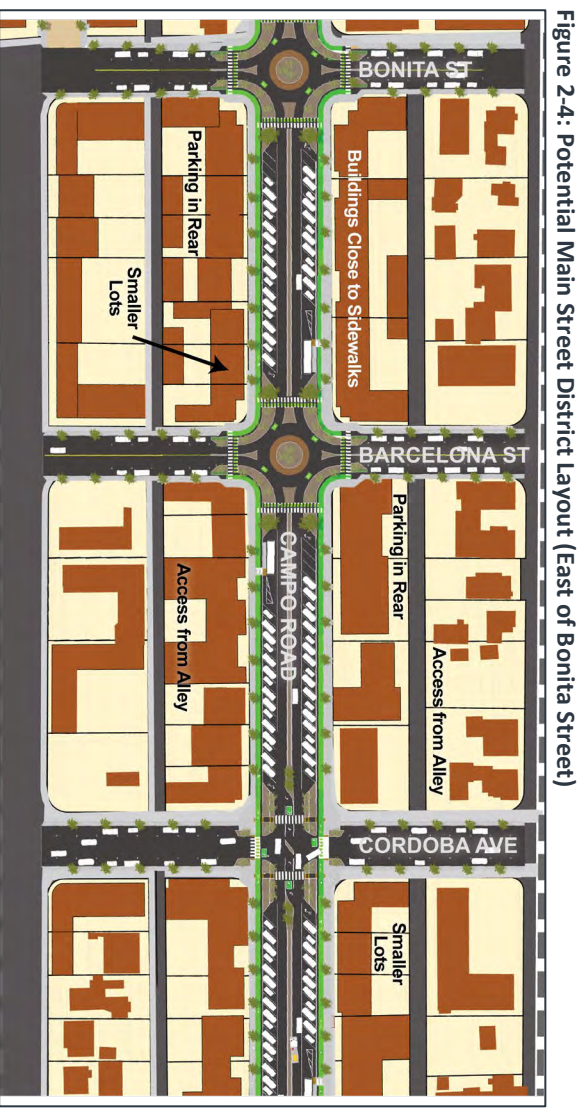 Figure 2-4: Potential Main Street District Layout (East of Bonita Street)
BONITA ST
Buildings Close to Sidewalks
Parking in Rear
Smaller
Lots
BARCELONA ST
CAMPO ROAD
Parking in Rear
Access from Alley
Access from Alley
CORDOBA AVE
Smaller
Lots